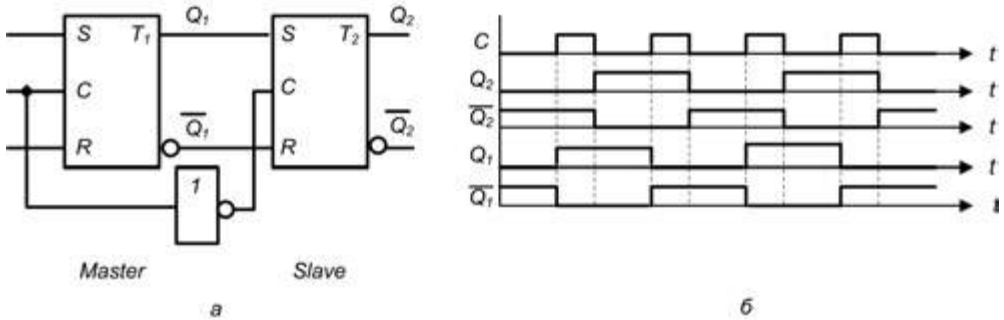 Q₁
Q₂
S
T₁
S
T₂
C
C
Q̅₁
Q̅₂
R
R
1
Master
Slave
а
C
t
Q₂
t
Q̅₂
t
Q₁
t
Q̅₁
t
б